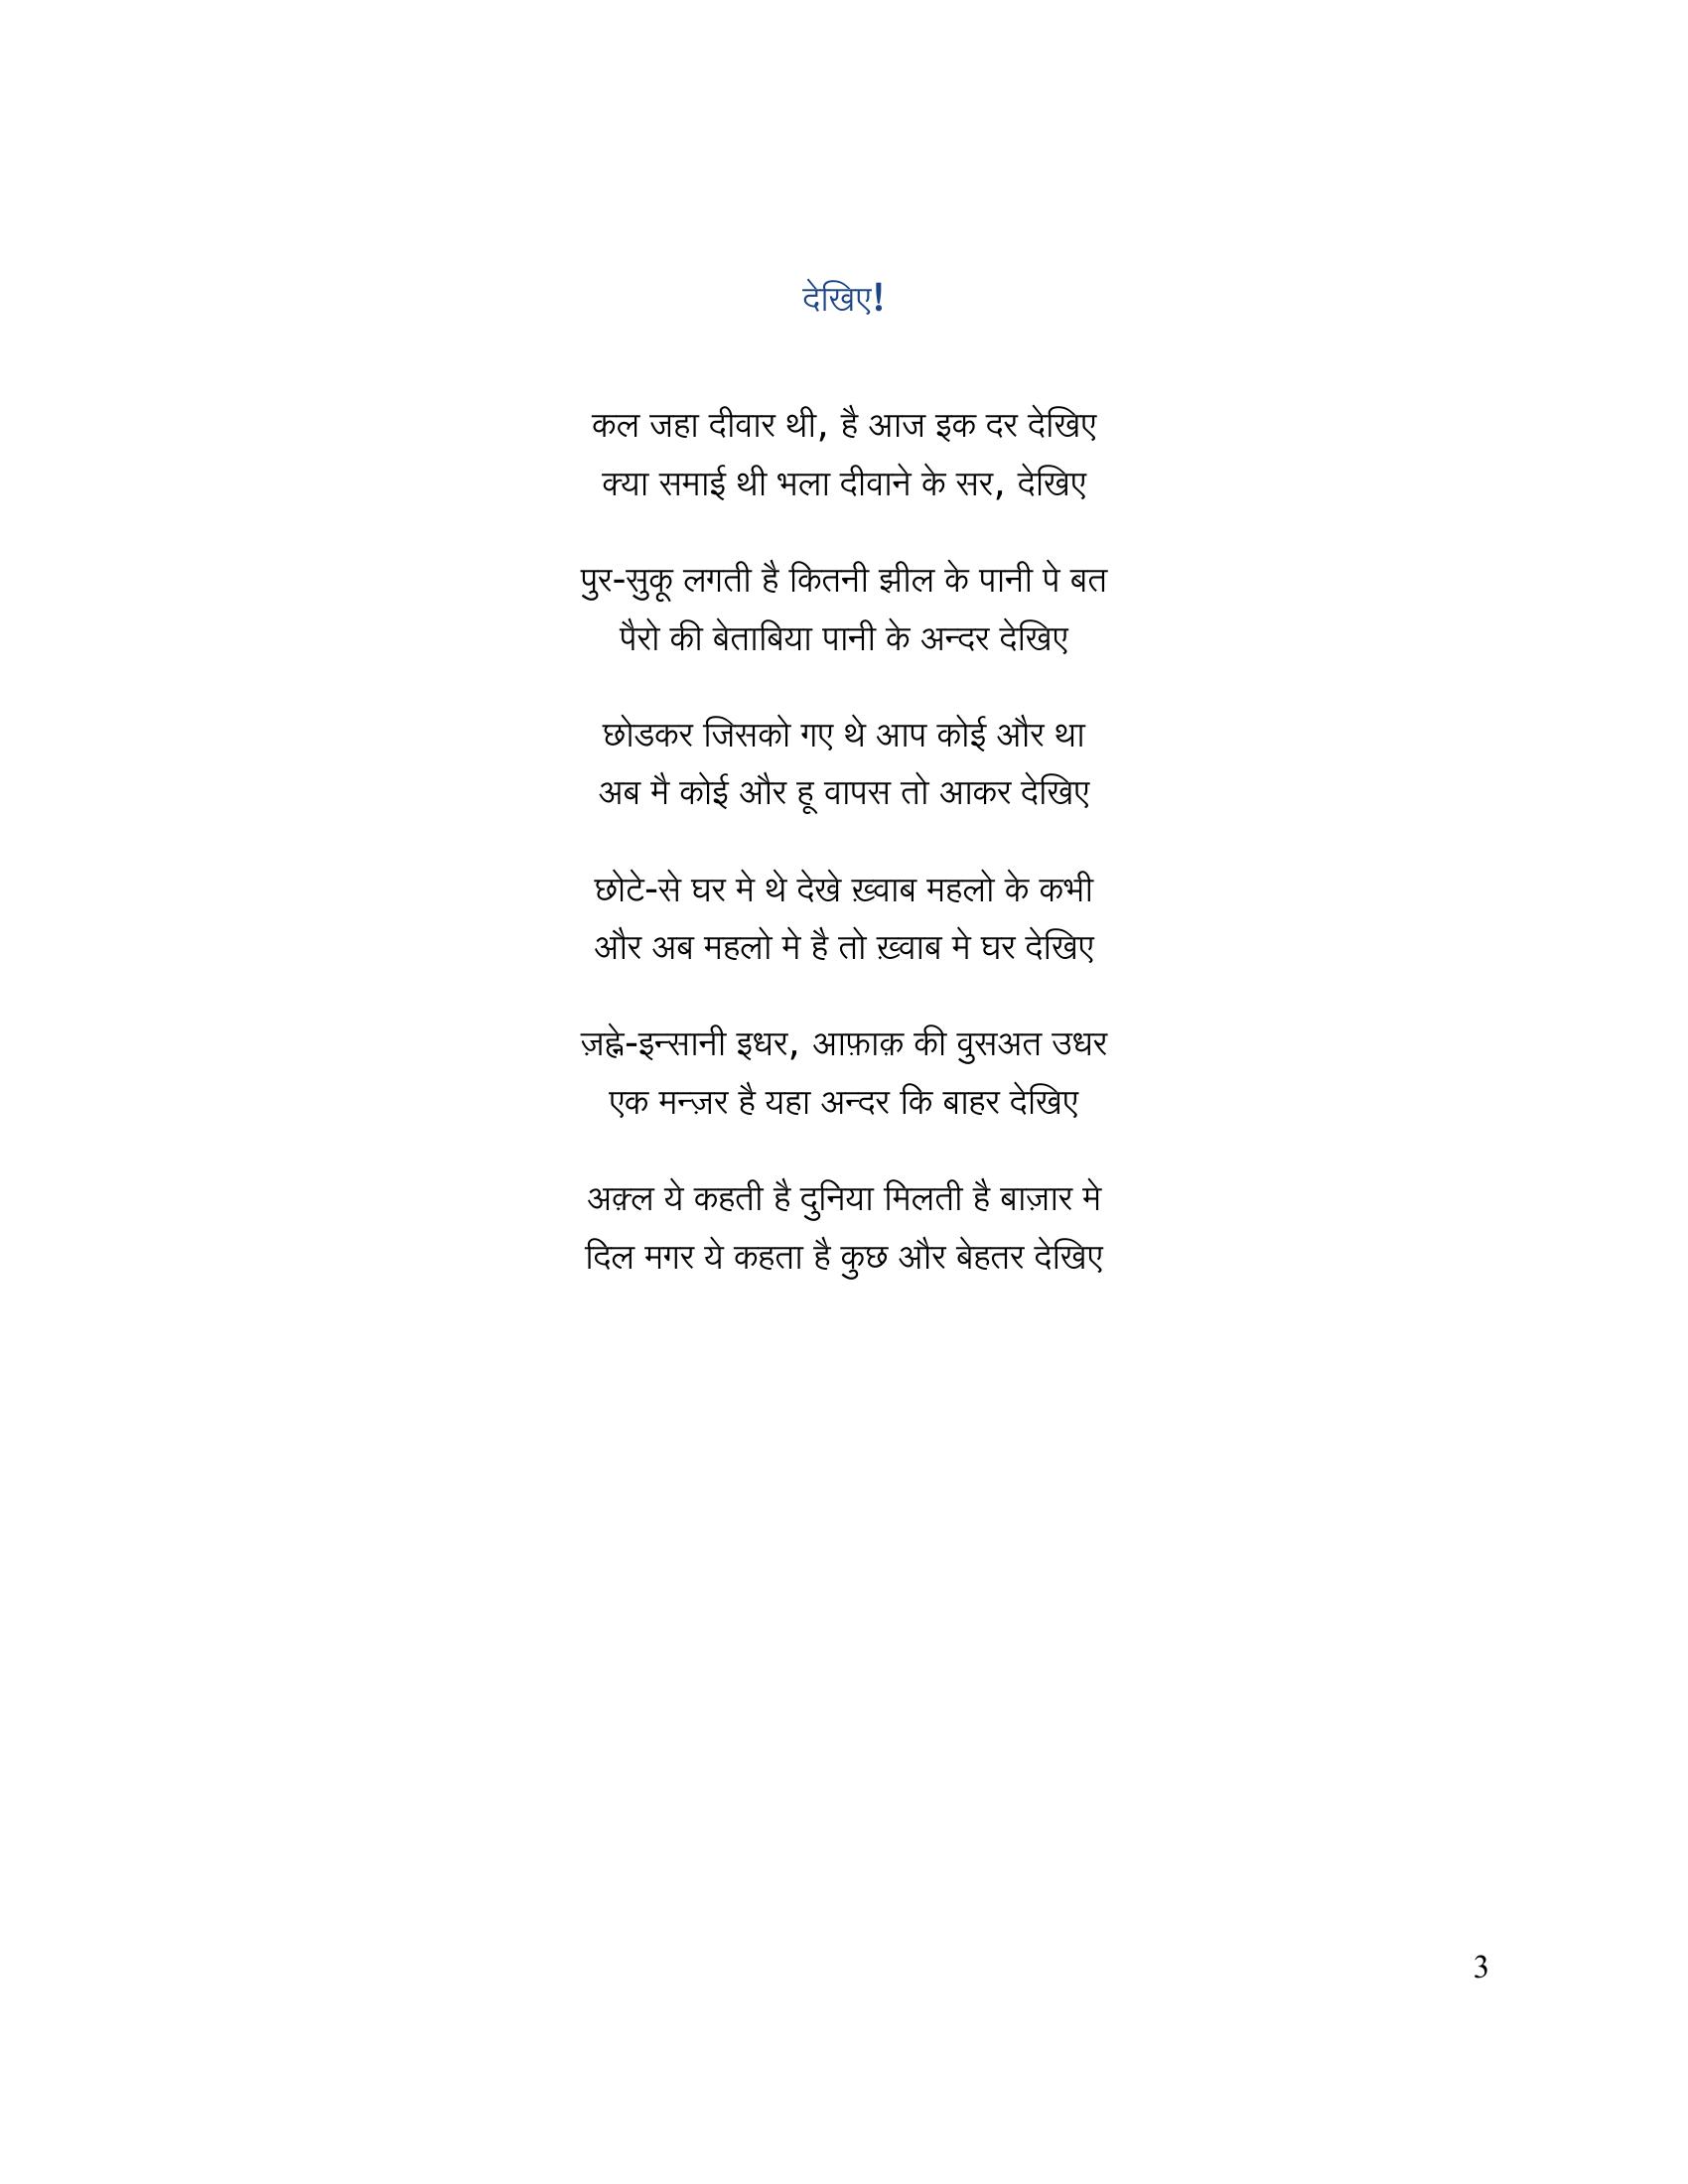 देखिए!
कल जहा दीवार थी, है आज इक दर देखिए
क्या समाई थी भला दीवाने के सर, देखिए
पुर-सुकू लगती है कितनी झील के पानी पे बत
पैरो की बेताबिया पानी के अन्दर देखिए
छोडकर जिसको गए थे आप कोई और था
अब मै कोई और हू वापस तो आकर देखिए
छोटे-से घर मे थे देखे ख़्वाब महलो के कभी
और अब महलो मे है तो ख़्वाब मे घर देखिए
ज़ह्ने-इन्सानी इधर, आफ़ाक़ की वुसअत उधर
एक मन्ज़र है यहा अन्दर कि बाहर देखिए
अक़्ल ये कहती है दुनिया मिलती है बाज़ार मे
दिल मगर ये कहता है कुछ और बेहतर देखिए
3